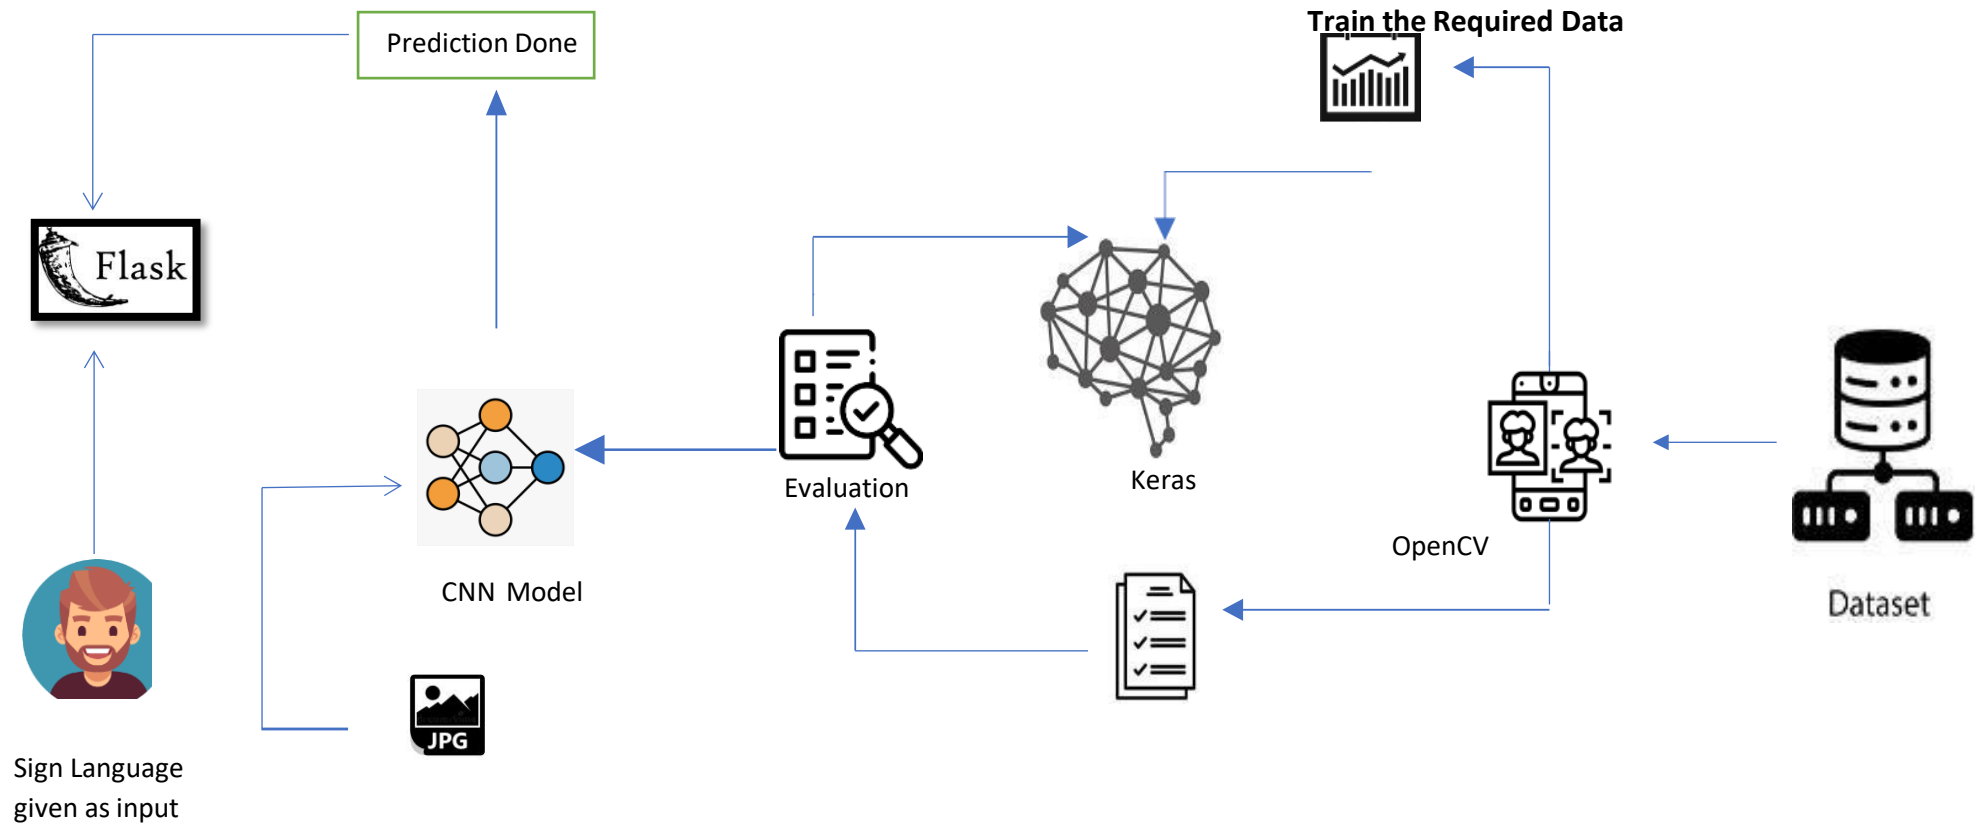 Train the Required Data
Prediction Done
Flask
Keras
Evaluation
OpenCV
CNN Model
Dataset
JPG
Sign Language
given as input